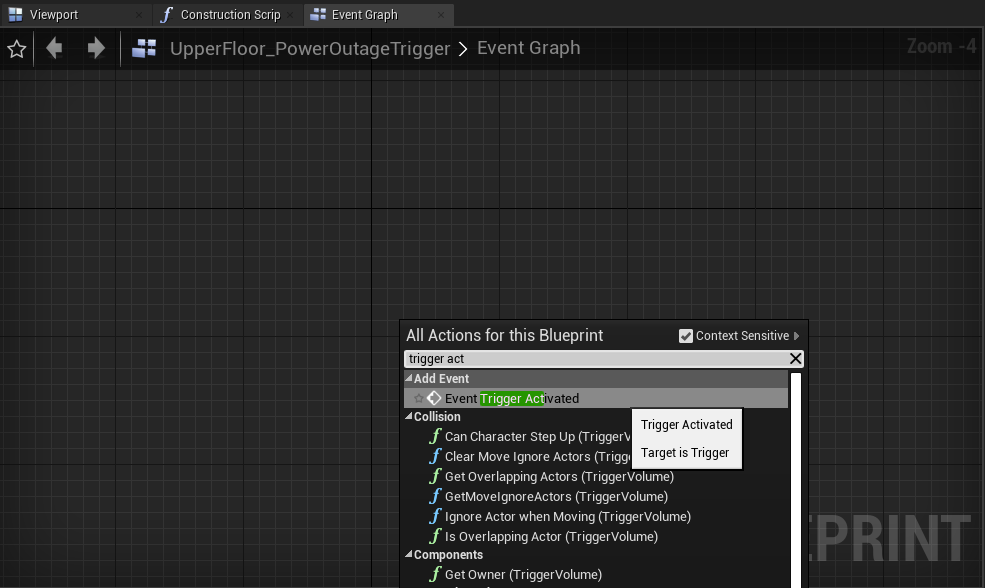 Viewport
Construction Scrip
Event Graph
UpperFloor_PowerOutageTrigger > Event Graph
Zoom -4
All Actions for this Blueprint
Context Sensitive
trigger act
Add Event
Event Trigger Activated
Trigger Activated
Target is Trigger
Collision
Can Character Step Up (TriggerV
Clear Move Ignore Actors (Trigge
Get Overlapping Actors (TriggerVolume)
GetMoveIgnoreActors (TriggerVolume)
Ignore Actor when Moving (TriggerVolume)
Is Overlapping Actor (TriggerVolume)
Components
Get Owner (TriggerVolume)
EPRINT